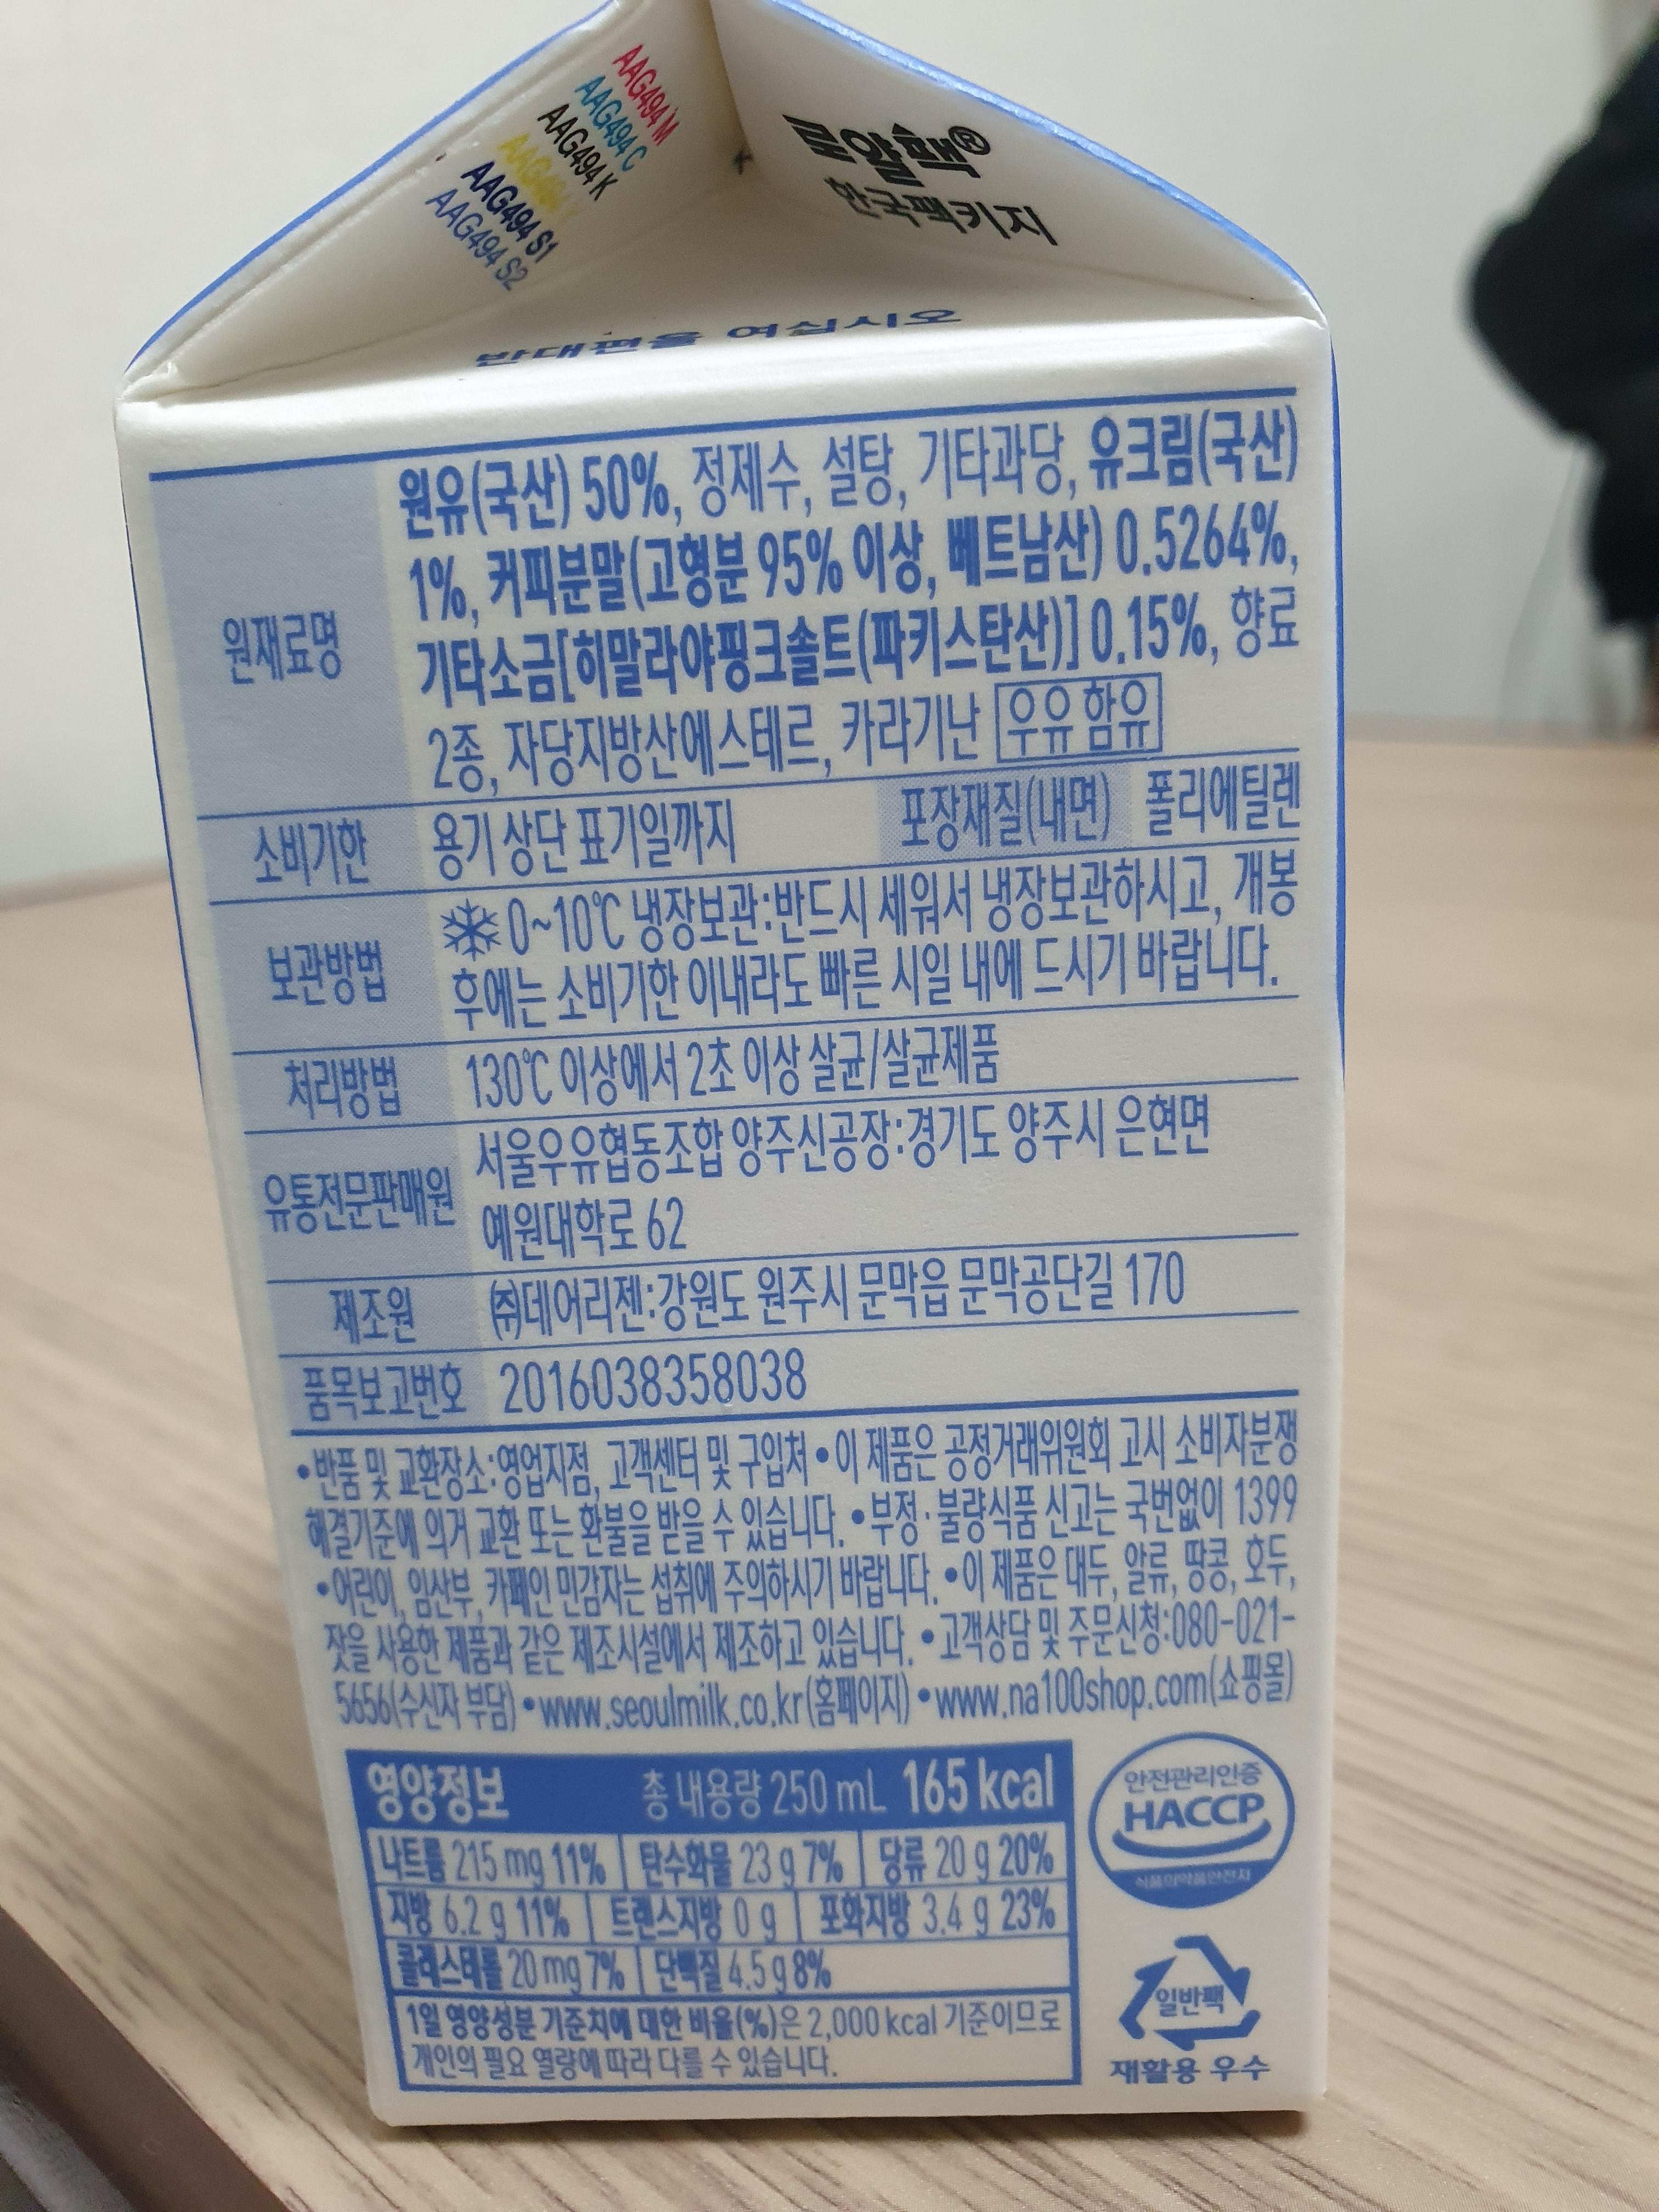 AAG494 M
AAG494 C
AAG494 K
AAG494 Y
AAG494 S1
AAG494 S2
로얄팩®
한국팩키지
반대편을 여십시오
원재료명
원유(국산) 50%, 정제수, 설탕, 기타과당, 유크림(국산)
1%, 커피분말(고형분 95% 이상, 베트남산) 0.5264%,
기타소금[히말라야핑크솔트(파키스탄산)] 0.15%, 향료
2종, 자당지방산에스테르, 카라기난 우유 함유
소비기한 용기 상단 표기일까지 포장재질(내면) 폴리에틸렌
보관방법
0~10℃ 냉장보관:반드시 세워서 냉장보관하시고, 개봉
후에는 소비기한 이내라도 빠른 시일 내에 드시기 바랍니다.
처리방법 130℃ 이상에서 2초 이상 살균/살균제품
유통전문판매원
서울우유협동조합 양주신공장:경기도 양주시 은현면
예원대학로 62
제조원 ㈜데어리젠:강원도 원주시 문막읍 문막공단길 170
품목보고번호 2016038358038
•반품 및 교환장소:영업지점, 고객센터 및 구입처 •이 제품은 공정거래위원회 고시 소비자분쟁
해결기준에 의거 교환 또는 환불을 받을 수 있습니다. •부정·불량식품 신고는 국번없이 1399
•어린이, 임산부, 카페인 민감자는 섭취에 주의하시기 바랍니다. •이 제품은 대두, 알류, 땅콩, 호두,
잣을 사용한 제품과 같은 제조시설에서 제조하고 있습니다. •고객상담 및 주문신청:080-021-
5656(수신자 부담) •www.seoulmilk.co.kr(홈페이지) •www.na100shop.com(쇼핑몰)
영양정보 총 내용량 250 mL 165 kcal
나트륨 215 mg 11% 탄수화물 23 g 7% 당류 20 g 20%
지방 6.2 g 11% 트랜스지방 0 g 포화지방 3.4 g 23%
콜레스테롤 20 mg 7% 단백질 4.5 g 8%
1일 영양성분 기준치에 대한 비율(%)은 2,000 kcal 기준이므로
개인의 필요 열량에 따라 다를 수 있습니다.
안전관리인증
HACCP
식품의약품안전처
일반팩
재활용 우수